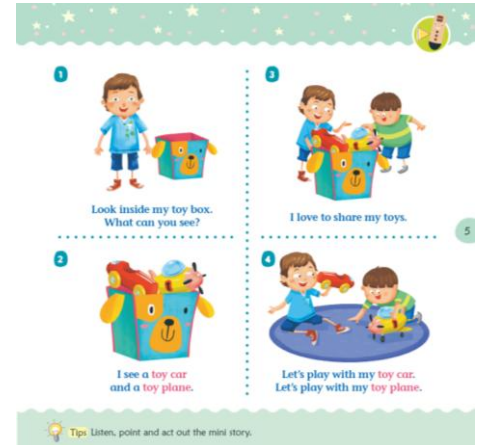 1
Look inside my toy box.
What can you see?
2
I see a toy car
and a toy plane.
3
I love to share my toys.
4
Let's play with my toy car.
Let's play with my toy plane.
5
Tips Listen, point and act out the mini story.